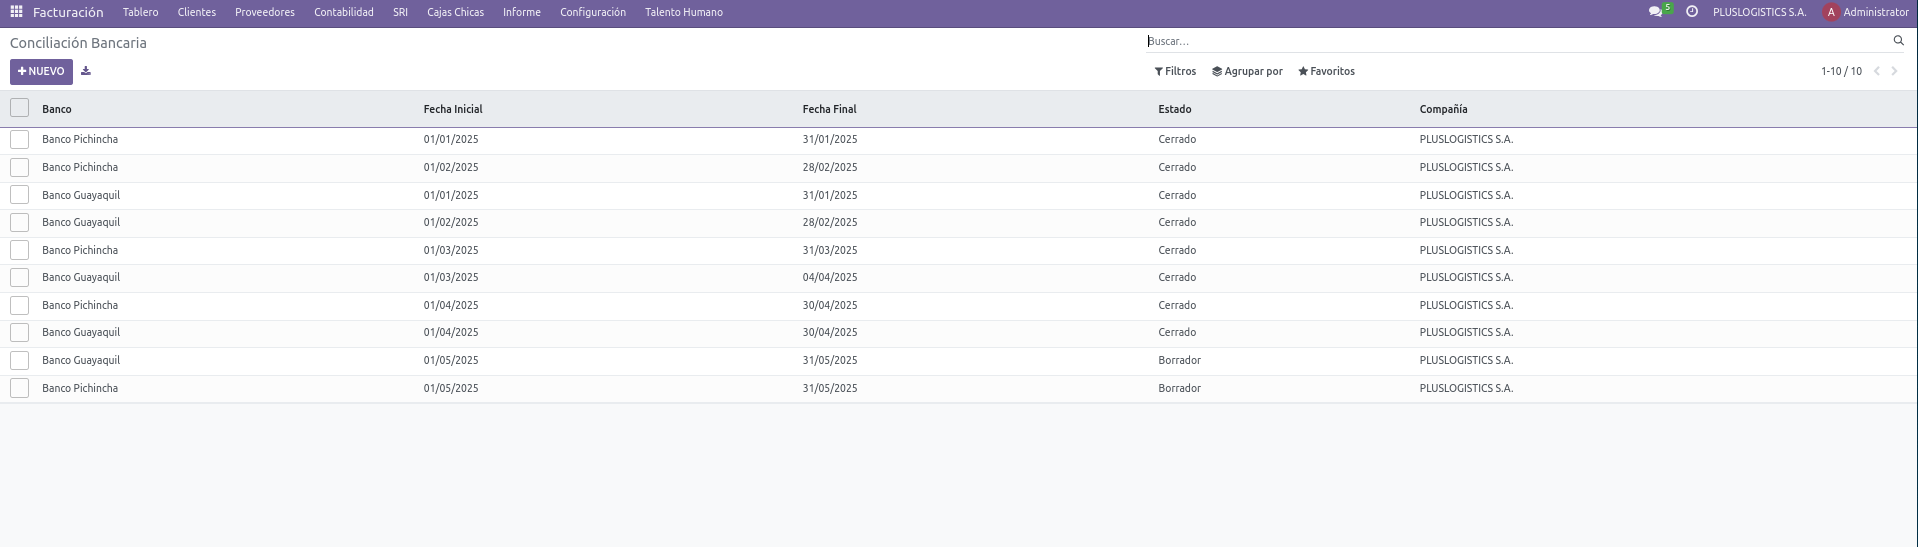 Facturación Tablero Clientes Proveedores Contabilidad SRI Cajas Chicas Informe Configuración Talento Humano 5 PLUSLOGISTICS S.A. A Administrator
Conciliación Bancaria Buscar...
+ NUEVO Filtros Agrupar por Favoritos 1-10 / 10
Banco Fecha Inicial Fecha Final Estado Compañía
Banco Pichincha 01/01/2025 31/01/2025 Cerrado PLUSLOGISTICS S.A.
Banco Pichincha 01/02/2025 28/02/2025 Cerrado PLUSLOGISTICS S.A.
Banco Guayaquil 01/01/2025 31/01/2025 Cerrado PLUSLOGISTICS S.A.
Banco Guayaquil 01/02/2025 28/02/2025 Cerrado PLUSLOGISTICS S.A.
Banco Pichincha 01/03/2025 31/03/2025 Cerrado PLUSLOGISTICS S.A.
Banco Guayaquil 01/03/2025 04/04/2025 Cerrado PLUSLOGISTICS S.A.
Banco Pichincha 01/04/2025 30/04/2025 Cerrado PLUSLOGISTICS S.A.
Banco Guayaquil 01/04/2025 30/04/2025 Cerrado PLUSLOGISTICS S.A.
Banco Guayaquil 01/05/2025 31/05/2025 Borrador PLUSLOGISTICS S.A.
Banco Pichincha 01/05/2025 31/05/2025 Borrador PLUSLOGISTICS S.A.